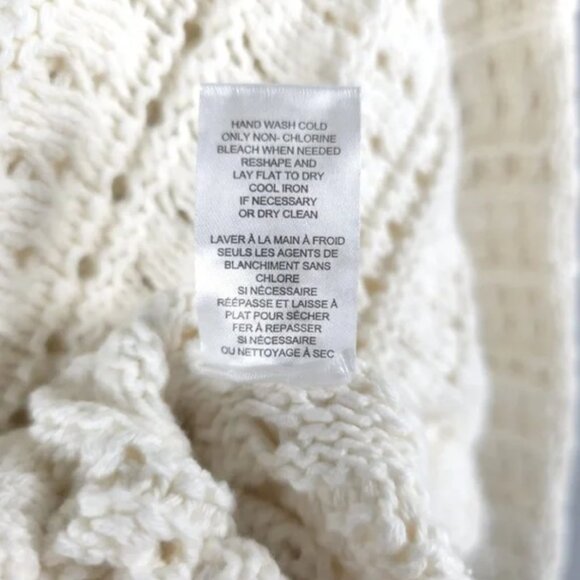 HAND WASH COLD
ONLY NON- CHLORINE
BLEACH WHEN NEEDED
RESHAPE AND
LAY FLAT TO DRY
COOL IRON
IF NECESSARY
OR DRY CLEAN
LAVER À LA MAIN À FROID
SEULS LES AGENTS DE
BLANCHIMENT SANS
CHLORE
SI NÉCESSAIRE
RÉÉPASSE ET LAISSE À
PLAT POUR SÉCHER
FER À REPASSER
SI NÉCESSAIRE
OU NETTOYAGE À SEC